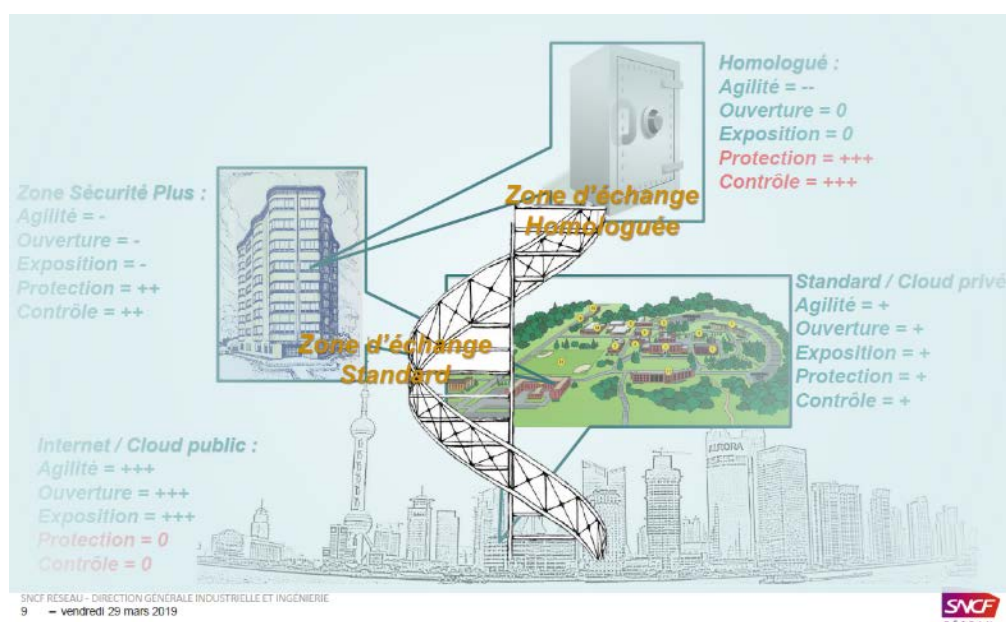 Homologué :
Agilité = --
Ouverture = 0
Exposition = 0
Protection = +++
Contrôle = +++
Zone d'échange
Homologuée
Zone Sécurité Plus :
Agilité = -
Ouverture = -
Exposition = -
Protection = ++
Contrôle = ++
Standard / Cloud privé
Agilité = +
Ouverture = +
Exposition = +
Protection = +
Contrôle = +
Zone d'échange
Standard
Internet / Cloud public :
Agilité = +++
Ouverture = +++
Exposition = +++
Protection = 0
Contrôle = 0
AURORA
SNCF RÉSEAU - DIRECTION GÉNÉRALE INDUSTRIELLE ET INGÉNIERIE
9 – vendredi 29 mars 2019
SNCF
RÉSEAU